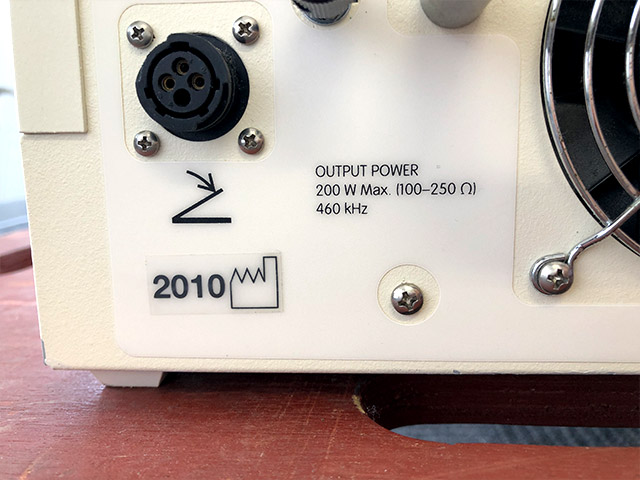 OUTPUT POWER
200 W Max. (100–250 Ω)
460 kHz
2010